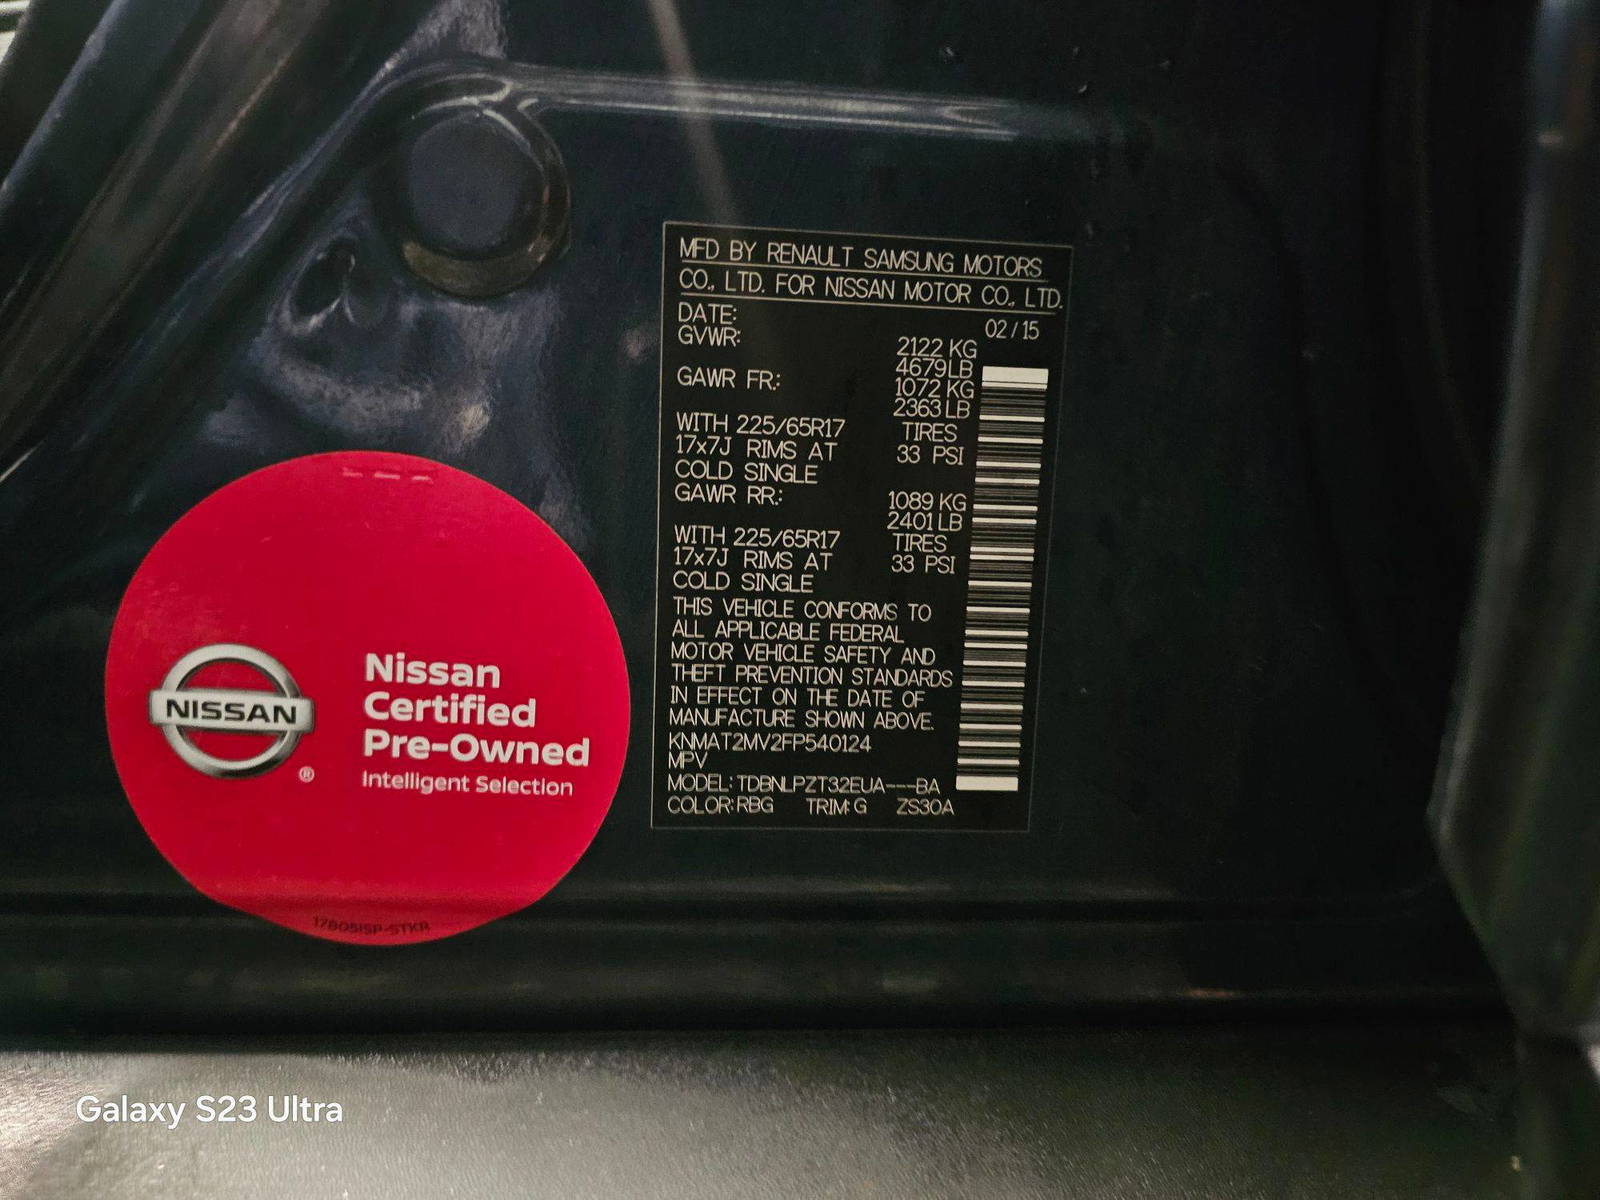 MFD BY RENAULT SAMSUNG MOTORS
CO., LTD. FOR NISSAN MOTOR CO., LTD.
DATE: 02/15
GVWR: 2122 KG
4679 LB
GAWR FR.: 1072 KG
2363 LB
WITH 225/65R17 TIRES
17x7J RIMS AT 33 PSI
COLD SINGLE
GAWR RR.: 1089 KG
2401 LB
WITH 225/65R17 TIRES
17x7J RIMS AT 33 PSI
COLD SINGLE
THIS VEHICLE CONFORMS TO
ALL APPLICABLE FEDERAL
MOTOR VEHICLE SAFETY AND
THEFT PREVENTION STANDARDS
IN EFFECT ON THE DATE OF
MANUFACTURE SHOWN ABOVE.
KNMAT2MV2FP540124
MPV
MODEL: TDBNLPZT32EUA---BA
COLOR: RBG TRIM: G ZS30A
NISSAN
®
Nissan
Certified
Pre-Owned
Intelligent Selection
17B05ISP-STKR
Galaxy S23 Ultra